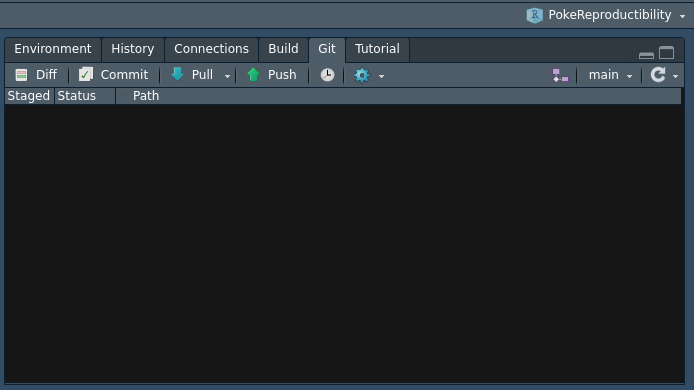 PokeReproductibility
Environment History Connections Build Git Tutorial
Diff Commit Pull Push main
Staged Status Path